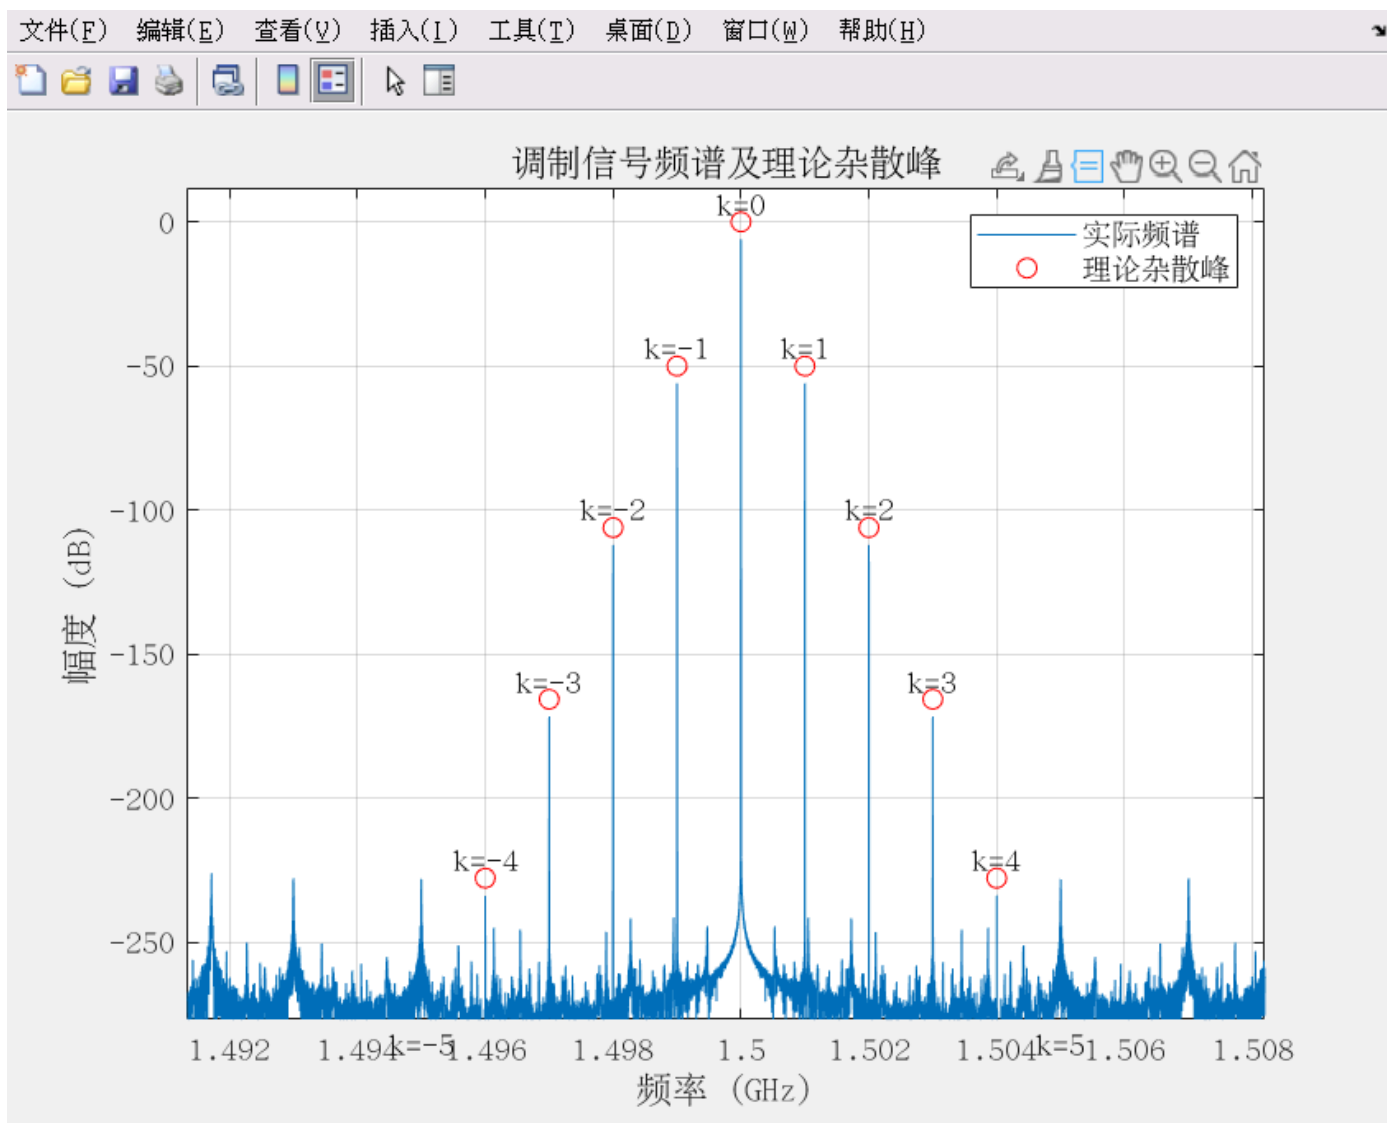 文件(F) 编辑(E) 查看(V) 插入(I) 工具(T) 桌面(D) 窗口(W) 帮助(H)
调制信号频谱及理论杂散峰
k=0
0
实际频谱
理论杂散峰
k=-1 k=1
-50
k=-2 k=2
-100
幅度 (dB)
-150
k=-3 k=3
-200
k=-4 k=4
-250
k=-5 k=5
1.492 1.494 1.496 1.498 1.5 1.502 1.504 1.506 1.508
频率 (GHz)